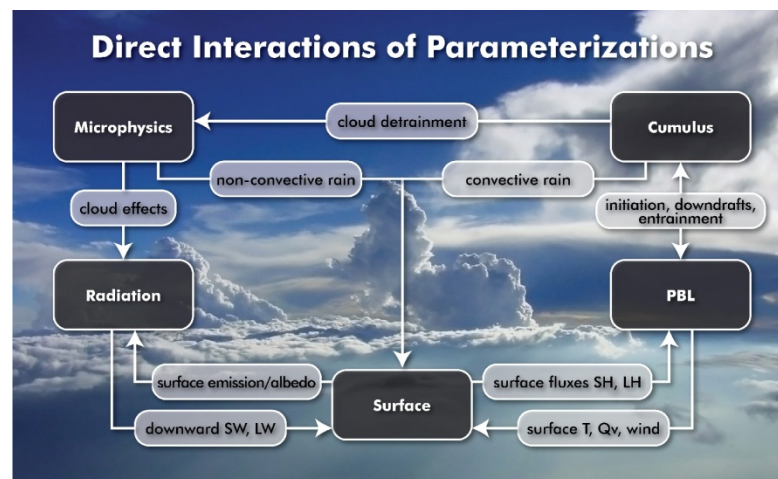 Direct Interactions of Parameterizations
Microphysics
cloud detrainment
Cumulus
non-convective rain
convective rain
cloud effects
initiation, downdrafts,
entrainment
Radiation
PBL
surface emission/albedo
surface fluxes SH, LH
Surface
downward SW, LW
surface T, Qv, wind